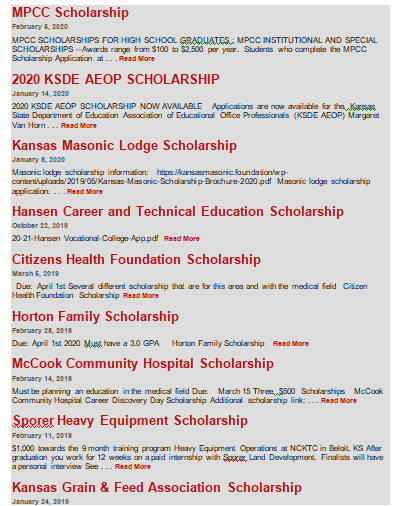 MPCC Scholarship
February 5, 2020
MPCC SCHOLARSHIPS FOR HIGH SCHOOL GRADUATES : MPCC INSTITUTIONAL AND SPECIAL
SCHOLARSHIPS --Awards range from $100 to $2,500 per year. Students who complete the MPCC
Scholarship Application at . . . Read More
2020 KSDE AEOP SCHOLARSHIP
January 14, 2020
2020 KSDE AEOP SCHOLARSHIP NOW AVAILABLE Applications are now available for the Kansas
State Department of Education Association of Educational Office Professionals (KSDE AEOP) Margaret
Van Horn . . . Read More
Kansas Masonic Lodge Scholarship
January 8, 2020
Masonic lodge scholarship information: https://kansasmasonic.foundation/wp-
content/uploads/2019/05/Kansas-Masonic-Scholarship-Brochure-2020.pdf Masonic lodge scholarship
application: . . . Read More
Hansen Career and Technical Education Scholarship
October 22, 2019
20-21-Hansen Vocational-College-App.pdf Read More
Citizens Health Foundation Scholarship
March 5, 2019
Due: April 1st Several different scholarship that are for this area and with the medical field Citizen
Health Foundation Scholarship Read More
Horton Family Scholarship
February 28, 2019
Due: April 1st 2020 Must have a 3.0 GPA Horton Family Scholarship Read More
McCook Community Hospital Scholarship
February 14, 2019
Must be planning an education in the medical field Due: March 15 Three, $500 Scholarships McCook
Community Hospital Career Discovery Day Scholarship Additional scholarship link: . . . Read More
Sporer Heavy Equipment Scholarship
February 11, 2019
$1,000 towards the 9 month training program Heavy Equipment Operations at NCKTC in Beloit, KS After
graduation you work for 12 weeks on a paid internship with Sporer Land Development. Finalists will have
a personal interview See . . . Read More
Kansas Grain & Feed Association Scholarship
January 24, 2019